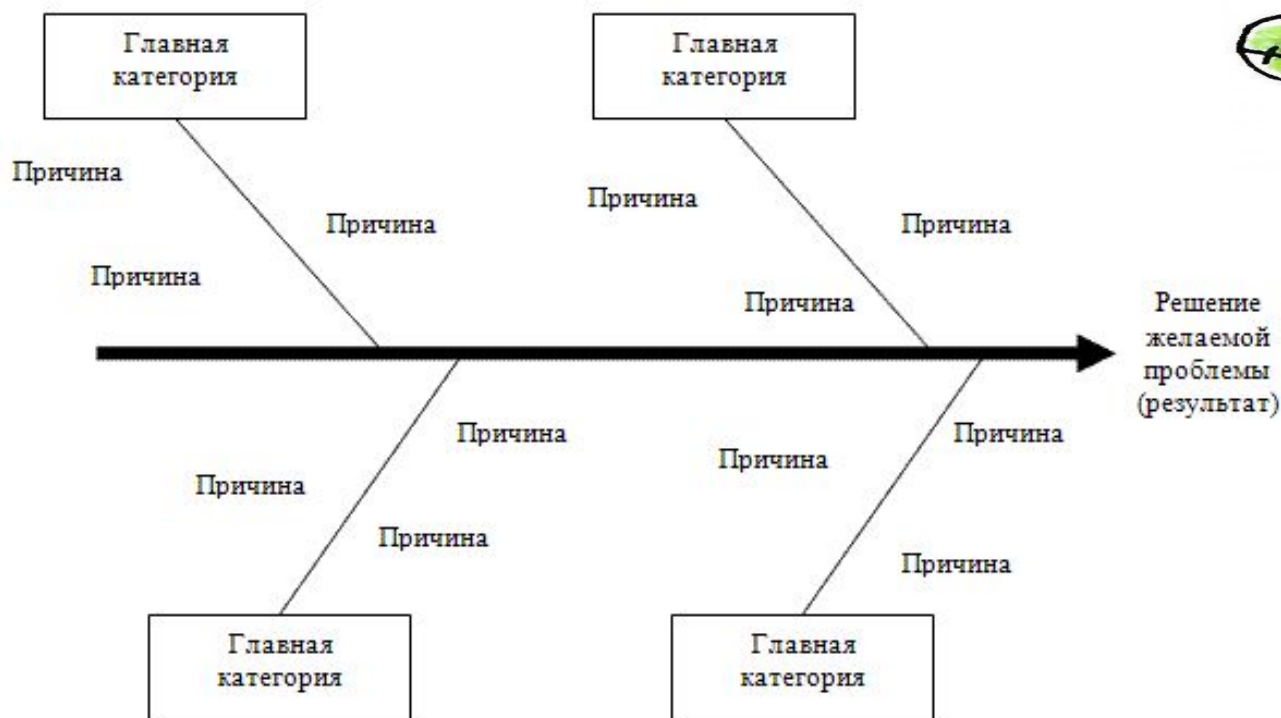 Главная
категория
Главная
категория
Причина
Причина
Причина
Причина
Причина
Причина
Решение
желаемой
проблемы
(результат)
Причина
Причина
Причина
Причина
Причина
Причина
Главная
категория
Главная
категория